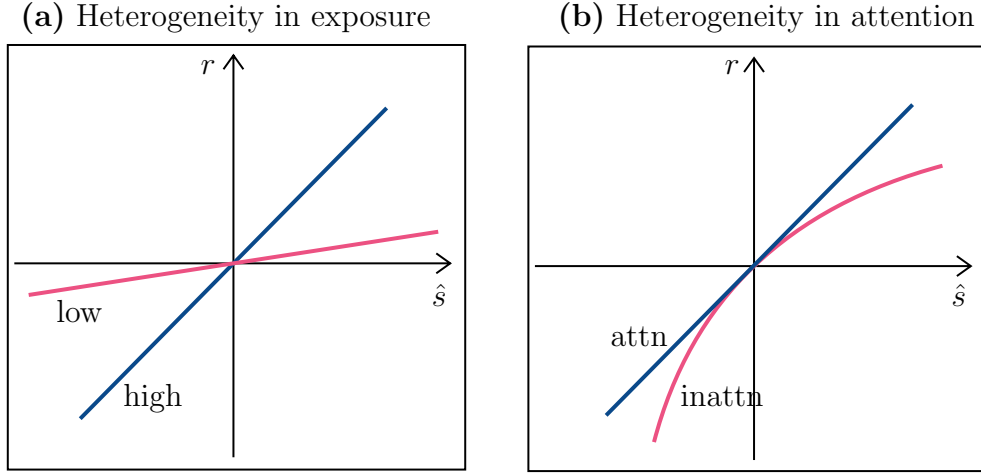 (a) Heterogeneity in exposure
r
ŝ
low
high
(b) Heterogeneity in attention
r
ŝ
attn
inattn